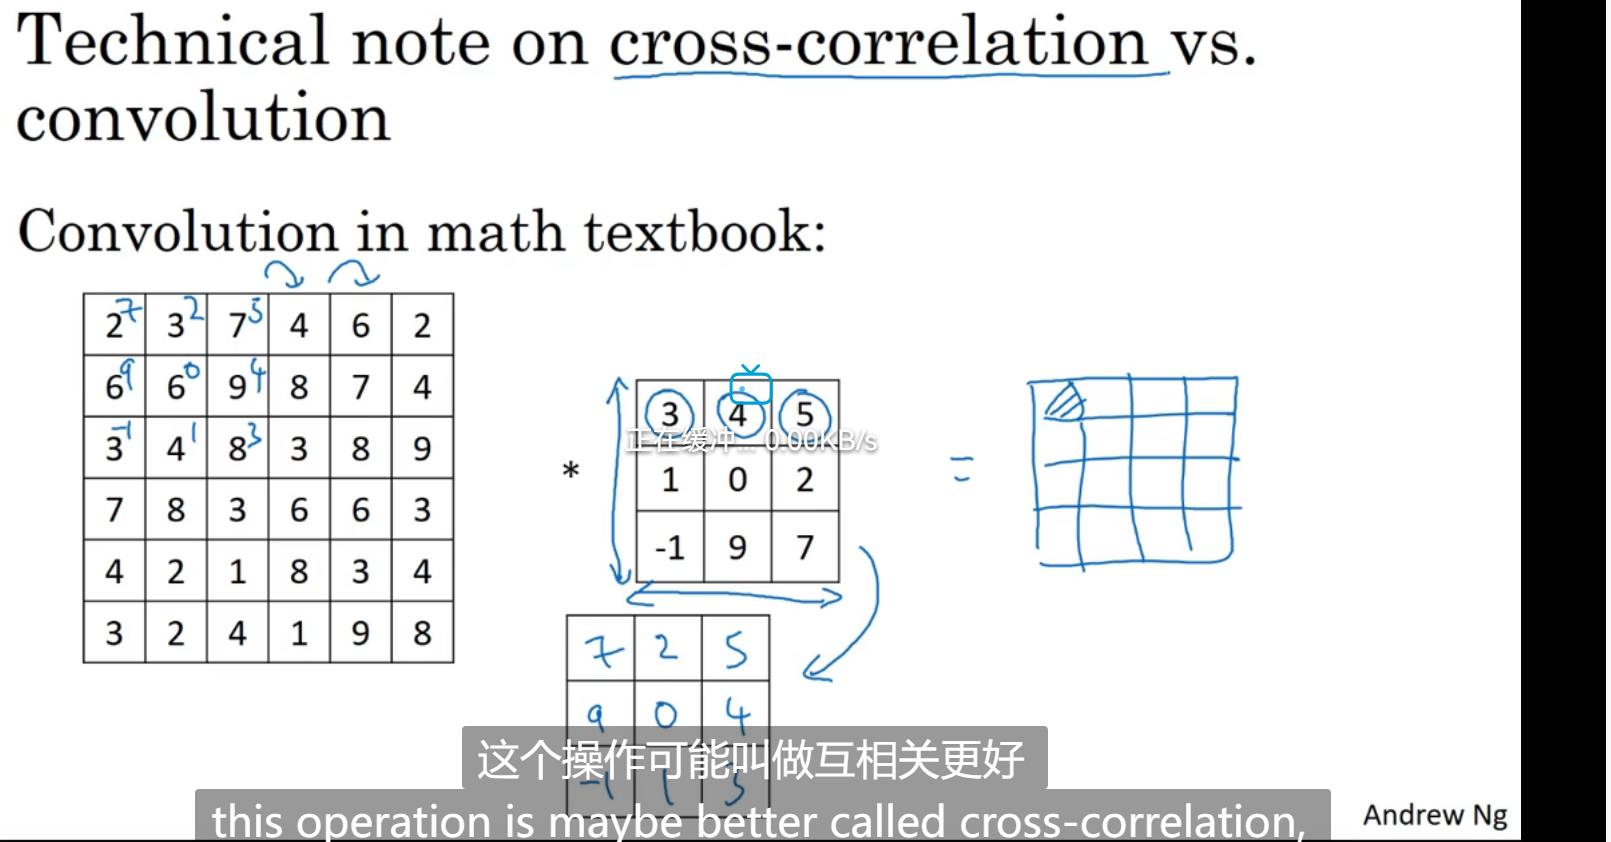 Technical note on cross-correlation vs.
convolution
Convolution in math textbook:
2 7 3 2 7 5 4 6 2
6 9 6 0 9 4 8 7 4
3 -1 4 1 8 3 3 8 9
7 8 3 6 6 3
4 2 1 8 3 4
3 2 4 1 9 8
*
3 4 5
正在缓冲... 0.00KB/s
1 0 2
-1 9 7
=
7 2 5
9 0 4
-1 1 3
这个操作可能叫做互相关更好
this operation is maybe better called cross-correlation,
Andrew Ng